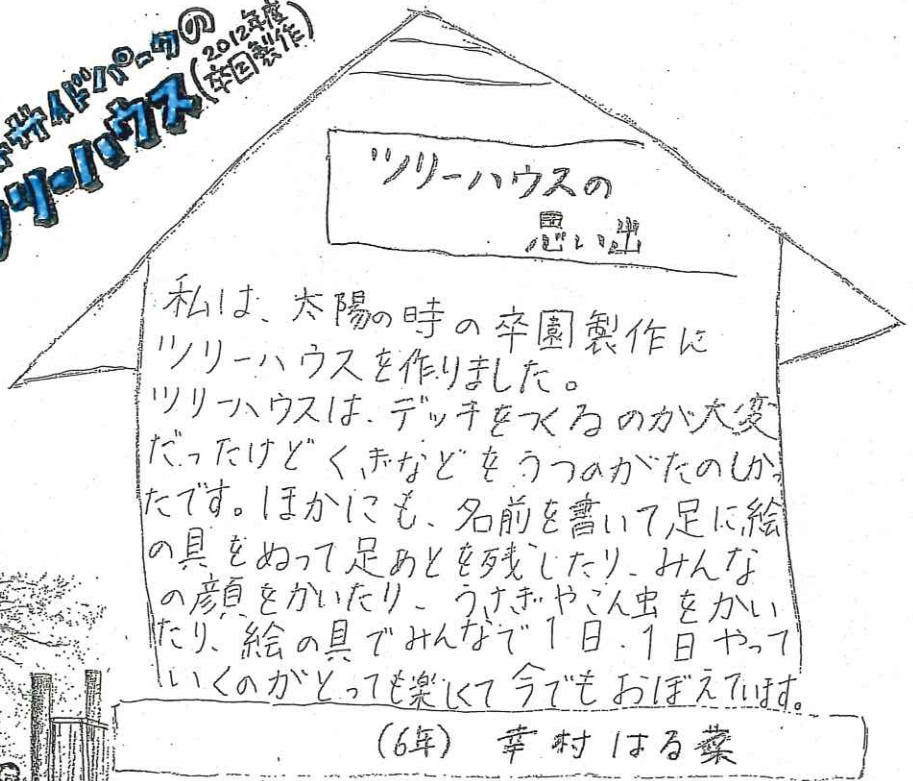 トサイドパークの
ツリーハウス(2012年度卒園製作)
ツリーハウスの
思い出
私は、太陽の時の卒園製作に
ツリーハウスを作りました。
ツリーハウスは、デッキをつくるのが大変
だったけどくぎなどをうつのがたのしかっ
たです。ほかにも、名前を書いて足に絵
の具をぬって足あとを残したり、みんな
の顔をかいたり、うさぎやこん虫をかい
たり、絵の具でみんなで1日.1日やって
いくのがとっても楽しくて今でもおぼえています。
(6年) 幸村はる菜